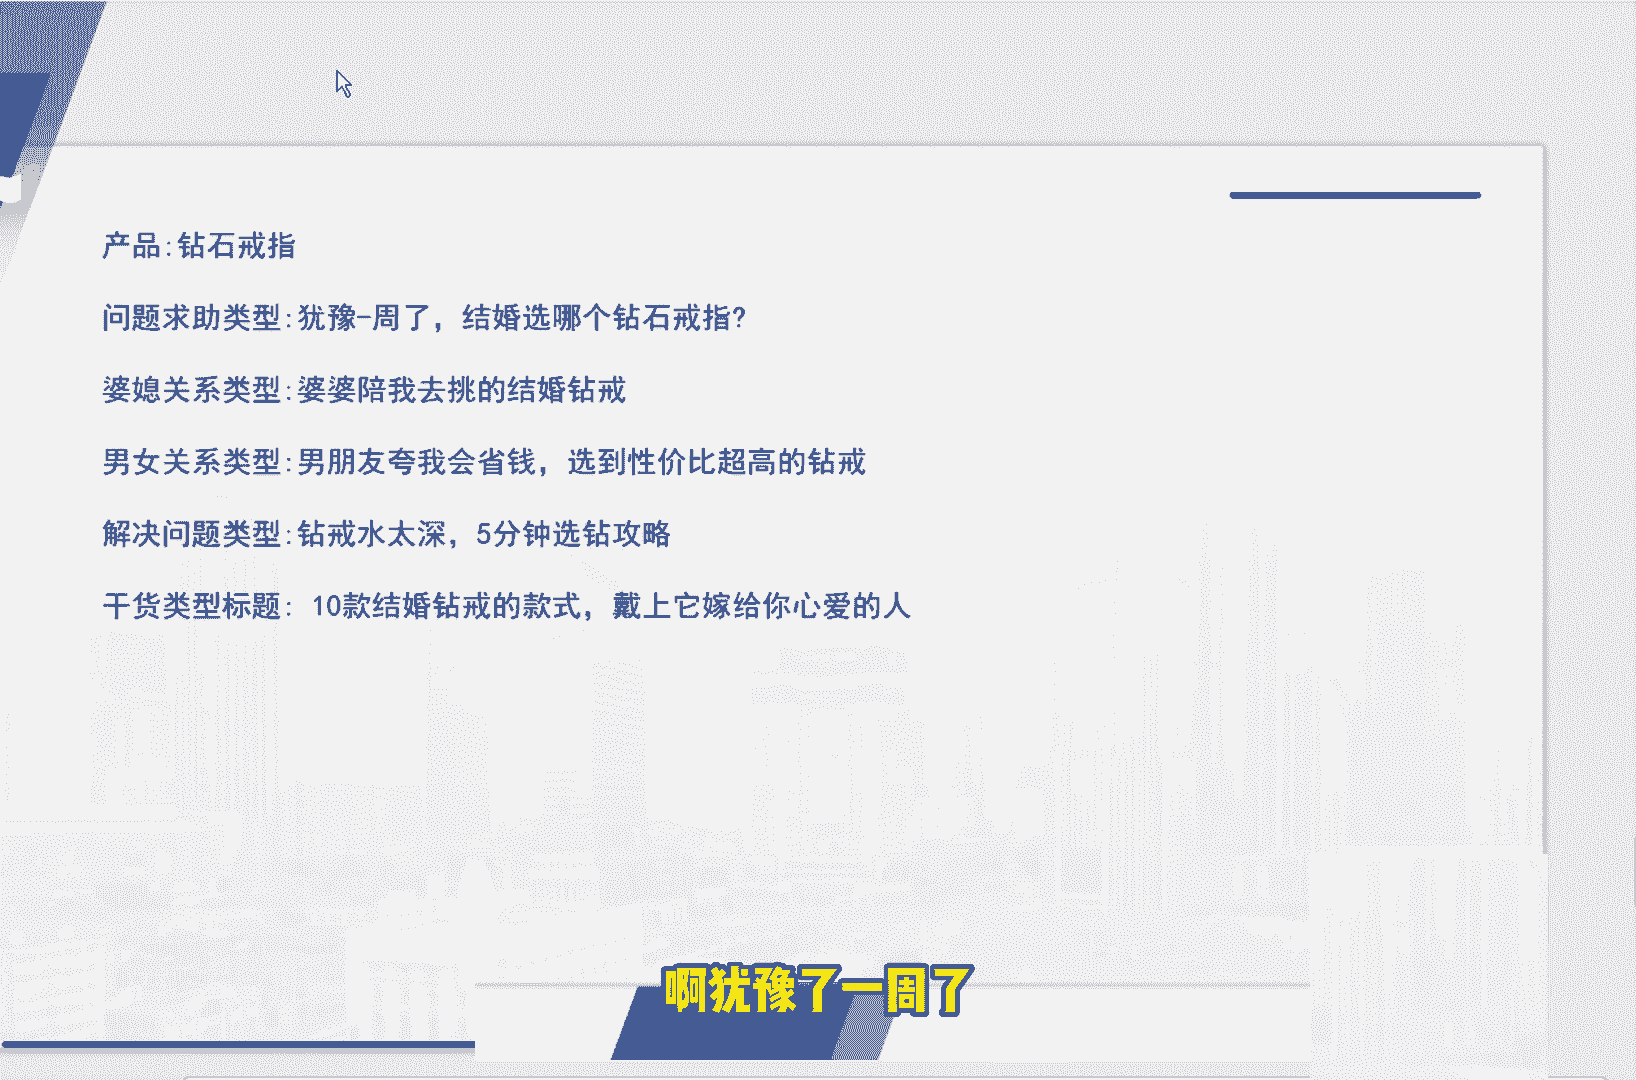 产品:钻石戒指
问题求助类型:犹豫-周了，结婚选哪个钻石戒指?
婆媳关系类型:婆婆陪我去挑的结婚钻戒
男女关系类型:男朋友夸我会省钱，选到性价比超高的钻戒
解决问题类型:钻戒水太深，5分钟选钻攻略
干货类型标题: 10款结婚钻戒的款式，戴上它嫁给你心爱的人
啊犹豫了一周了